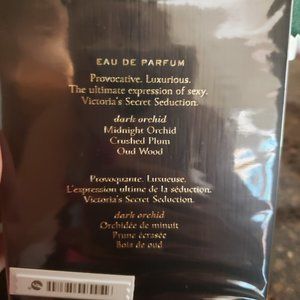 EAU DE PARFUM
Provocative. Luxurious.
The ultimate expression of sexy.
Victoria's Secret Seduction.
dark orchid
Midnight Orchid
Crushed Plum
Oud Wood
Provoquante. Luxueuse.
L'expression ultime de la séduction.
Victoria's Secret Seduction.
dark orchid
Orchidée de minuit
Prune écrasée
Bois de oud